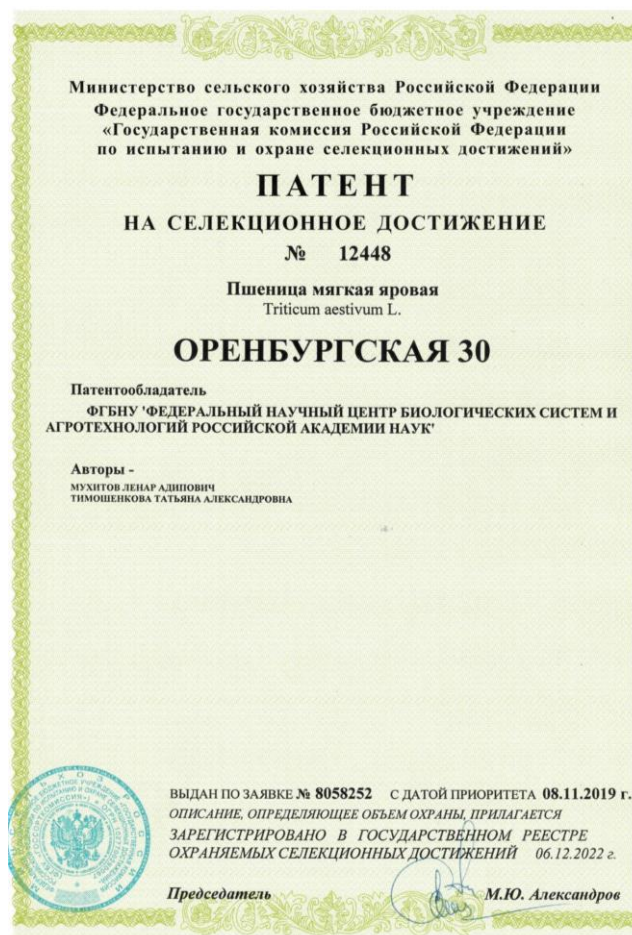 Министерство сельского хозяйства Российской Федерации
Федеральное государственное бюджетное учреждение
«Государственная комиссия Российской Федерации
по испытанию и охране селекционных достижений»
ПАТЕНТ
НА СЕЛЕКЦИОННОЕ ДОСТИЖЕНИЕ
№ 12448
Пшеница мягкая яровая
Triticum aestivum L.
ОРЕНБУРГСКАЯ 30
Патентообладатель
ФГБНУ 'ФЕДЕРАЛЬНЫЙ НАУЧНЫЙ ЦЕНТР БИОЛОГИЧЕСКИХ СИСТЕМ И
АГРОТЕХНОЛОГИЙ РОССИЙСКОЙ АКАДЕМИИ НАУК'
Авторы -
МУХИТОВ ЛЕНАР АДИПОВИЧ
ТИМОШЕНКОВА ТАТЬЯНА АЛЕКСАНДРОВНА
ВЫДАН ПО ЗАЯВКЕ № 8058252 С ДАТОЙ ПРИОРИТЕТА 08.11.2019 г.
ОПИСАНИЕ, ОПРЕДЕЛЯЮЩЕЕ ОБЪЕМ ОХРАНЫ, ПРИЛАГАЕТСЯ
ЗАРЕГИСТРИРОВАНО В ГОСУДАРСТВЕННОМ РЕЕСТРЕ
ОХРАНЯЕМЫХ СЕЛЕКЦИОННЫХ ДОСТИЖЕНИЙ 06.12.2022 г.
Председатель М.Ю. Александров